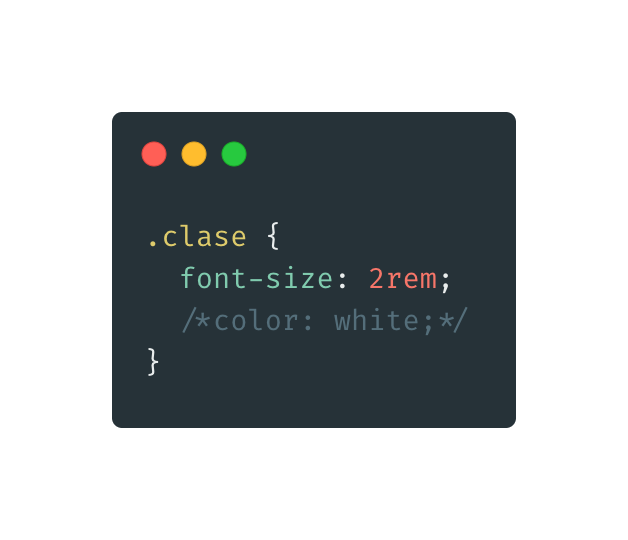 .clase {
  font-size: 2rem;
  /*color: white;*/
}